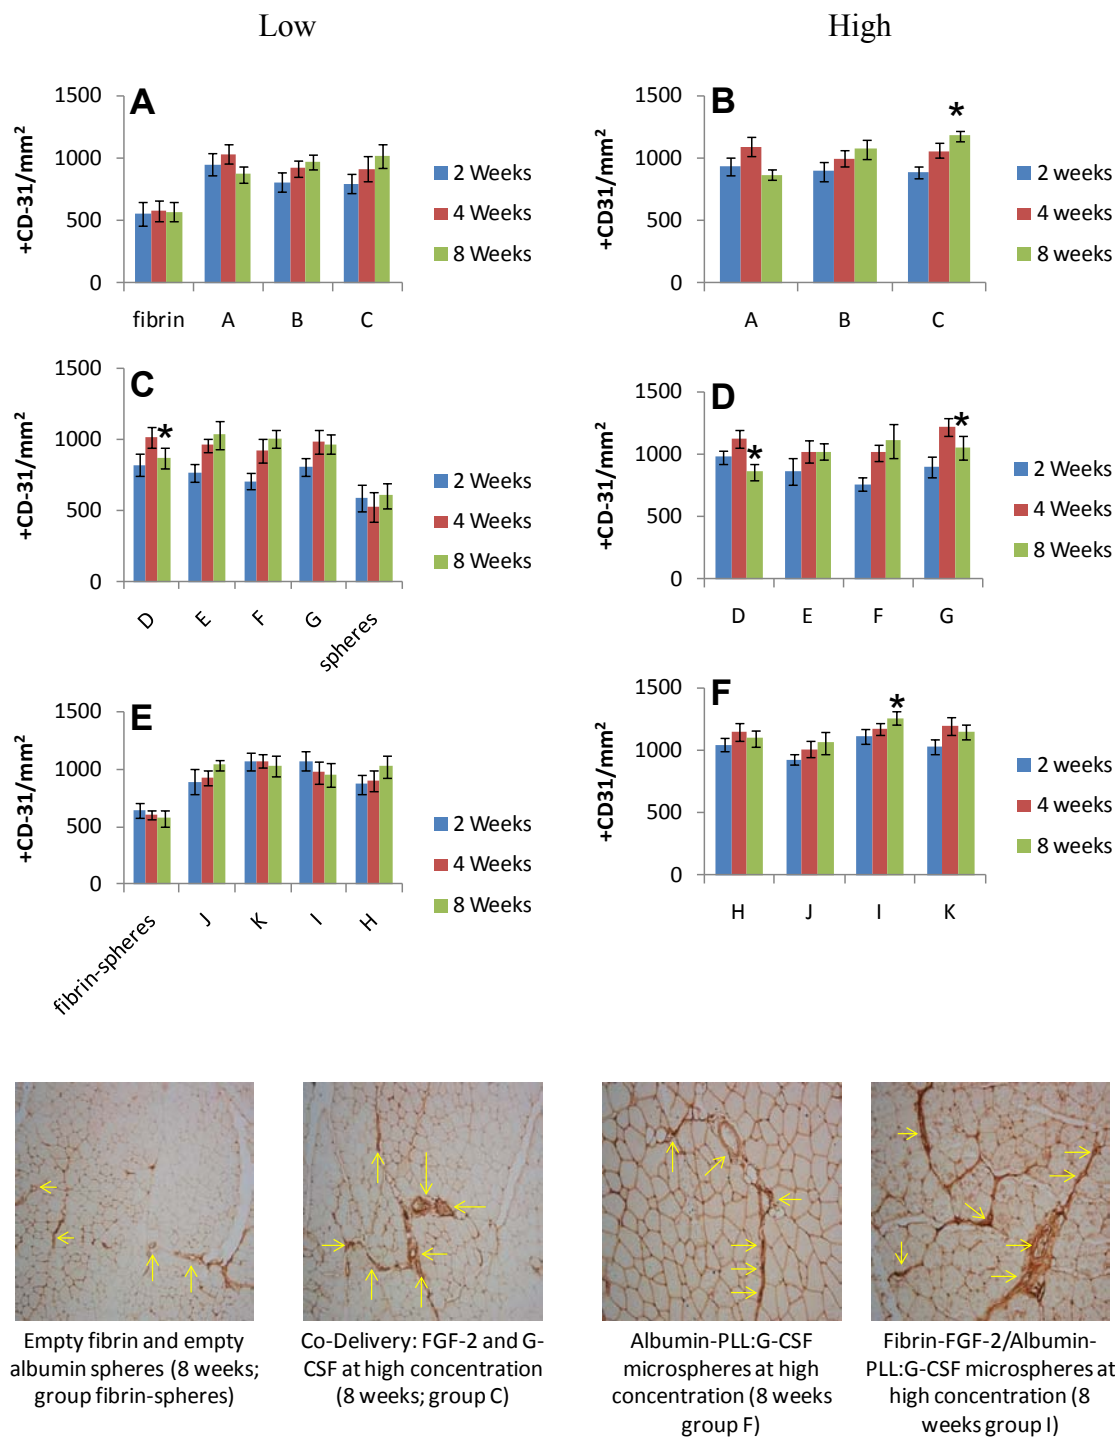 Low
High
A
+CD-31/mm²
1500
1000
500
0
fibrin
A
B
C
2 Weeks
4 Weeks
8 Weeks
B
+CD31/mm²
1500
1000
500
0
*
A
B
C
2 weeks
4 weeks
8 weeks
C
+CD-31/mm²
1500
1000
500
0
*
D
E
F
G
spheres
2 Weeks
4 Weeks
8 Weeks
D
+CD-31/mm²
1500
1000
500
0
*
*
D
E
F
G
2 Weeks
4 Weeks
8 Weeks
E
+CD-31/mm²
1500
1000
500
0
fibrin-spheres
J
K
I
H
2 Weeks
4 Weeks
8 Weeks
F
+CD31/mm²
1500
1000
500
0
*
H
J
I
K
2 weeks
4 weeks
8 weeks
Empty fibrin and empty
albumin spheres (8 weeks;
group fibrin-spheres)
Co-Delivery: FGF-2 and G-
CSF at high concentration
(8 weeks; group C)
Albumin-PLL:G-CSF
microspheres at high
concentration (8 weeks
group F)
Fibrin-FGF-2/Albumin-
PLL:G-CSF microspheres at
high concentration (8
weeks group I)